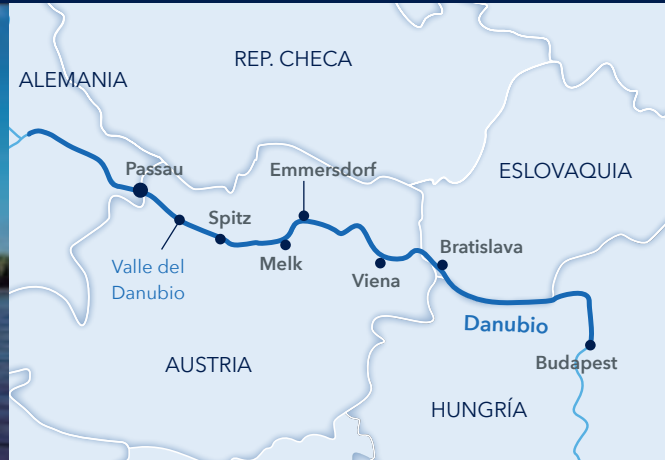 REP. CHECA
ALEMANIA
Passau
Emmersdorf
ESLOVAQUIA
Spitz
Bratislava
Valle del
Danubio
Melk
Viena
Danubio
AUSTRIA
Budapest
HUNGRÍA